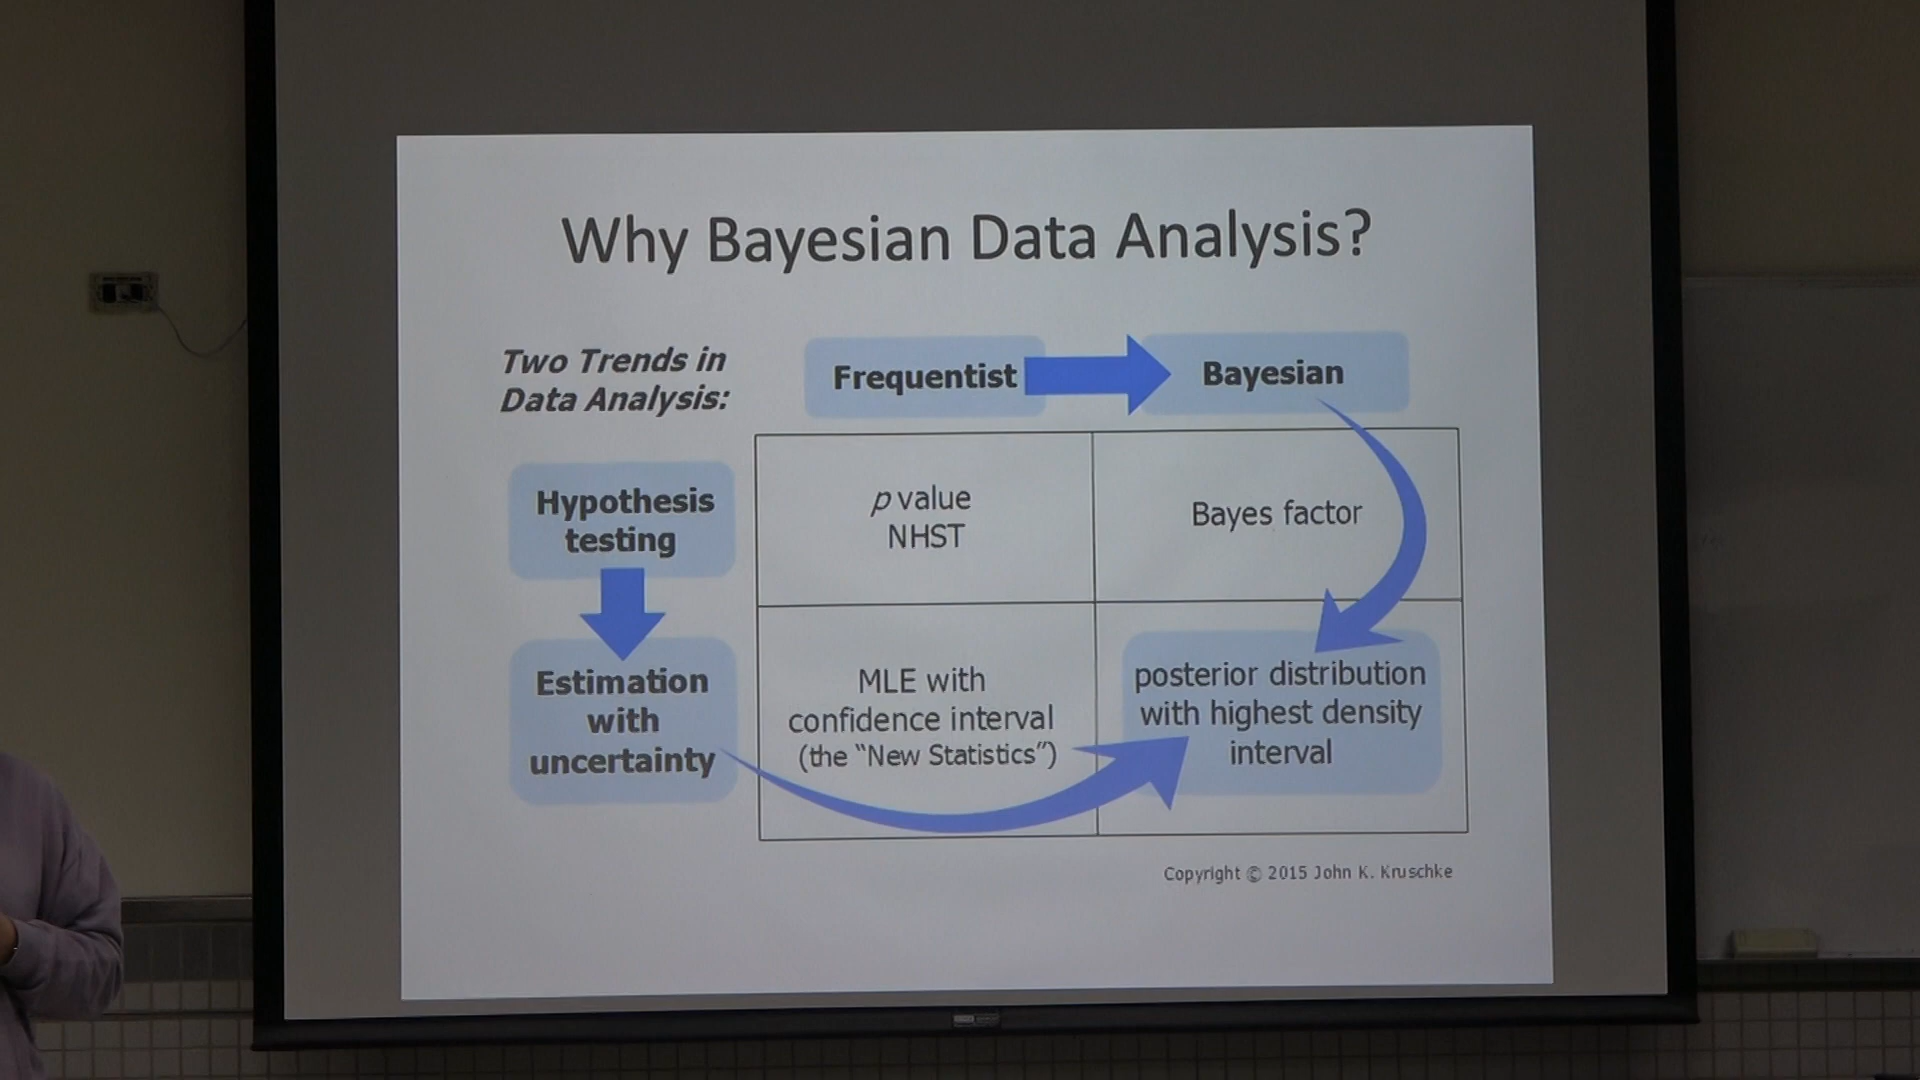 Why Bayesian Data Analysis?
Two Trends in
Data Analysis:
Frequentist
Bayesian
Hypothesis
testing
p value
NHST
Bayes factor
Estimation
with
uncertainty
MLE with
confidence interval
(the “New Statistics”)
posterior distribution
with highest density
interval
Copyright © 2015 John K. Kruschke